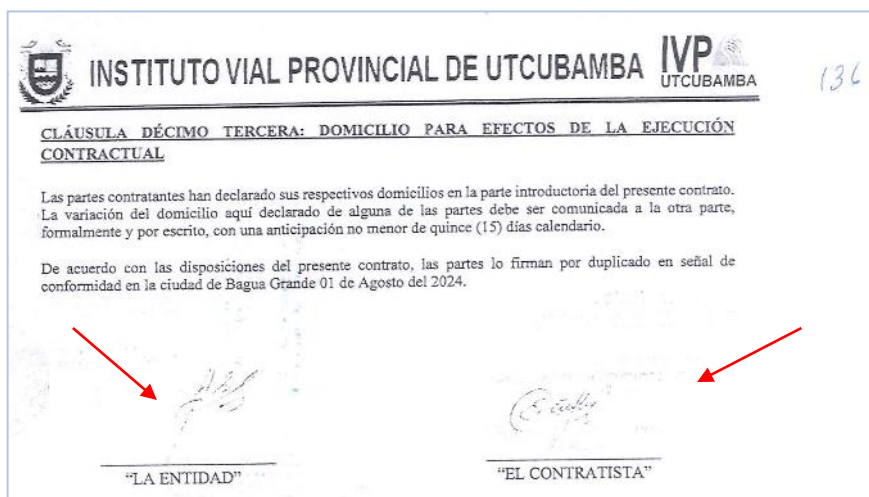 INSTITUTO VIAL PROVINCIAL DE UTCUBAMBA IVP
UTCUBAMBA
136
CLÁUSULA DÉCIMO TERCERA: DOMICILIO PARA EFECTOS DE LA EJECUCIÓN
CONTRACTUAL
Las partes contratantes han declarado sus respectivos domicilios en la parte introductoria del presente contrato.
La variación del domicilio aquí declarado de alguna de las partes debe ser comunicada a la otra parte,
formalmente y por escrito, con una anticipación no menor de quince (15) días calendario.
De acuerdo con las disposiciones del presente contrato, las partes lo firman por duplicado en señal de
conformidad en la ciudad de Bagua Grande 01 de Agosto del 2024.
“LA ENTIDAD” “EL CONTRATISTA”